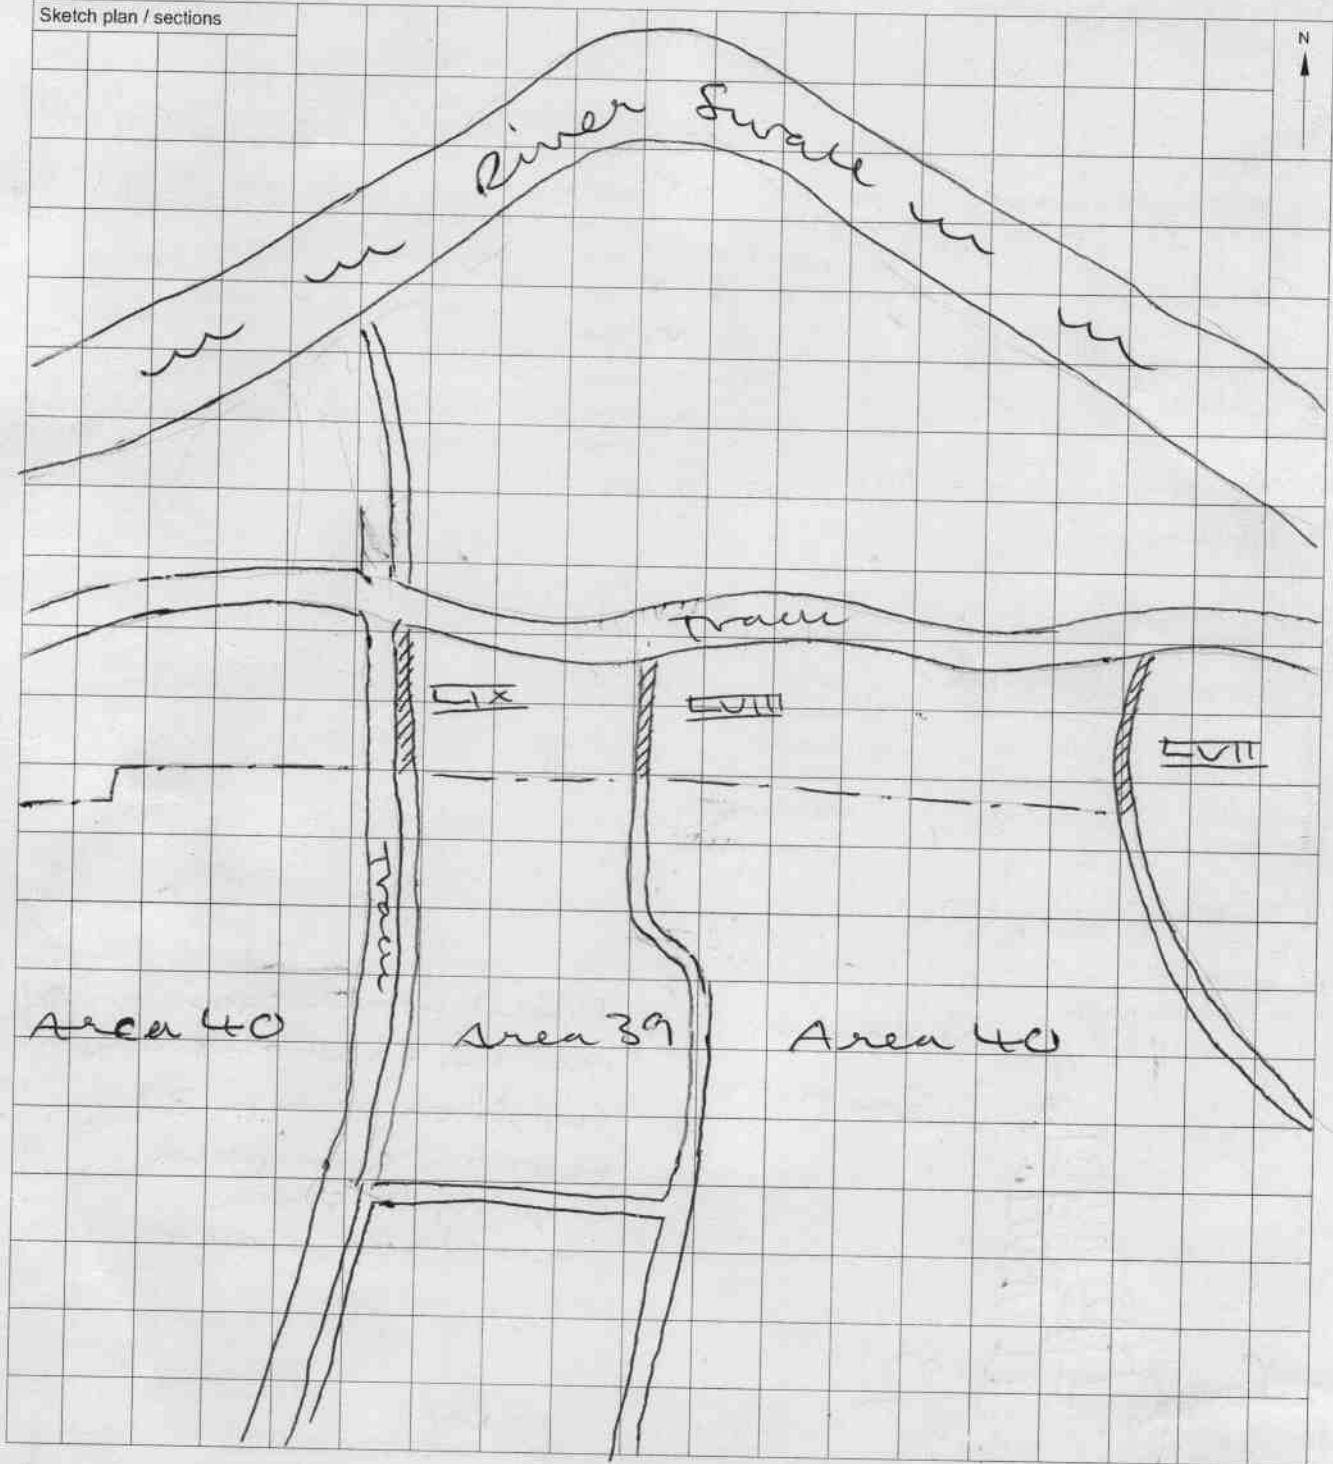 Sketch plan / sections
N
River Swale
Track
LIX
LVIII
LVII
Track
Area 40
Area 39
Area 40